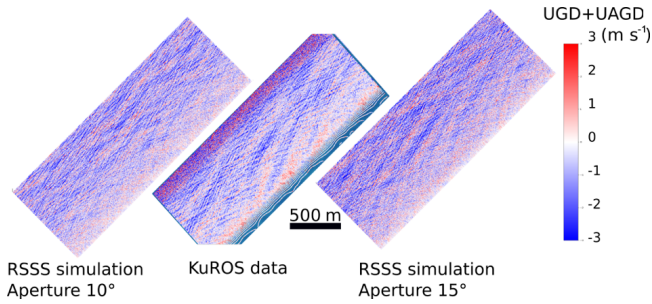 UGD+UAGD
3 (m s⁻¹)
2
1
0
-1
-2
-3
500 m
RSSS simulation
Aperture 10°
KuROS data
RSSS simulation
Aperture 15°